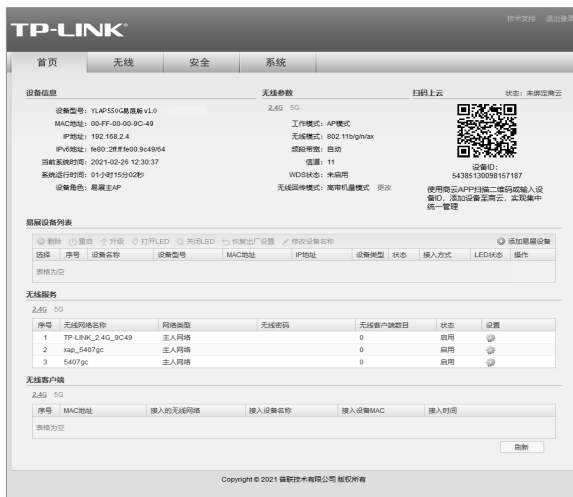 技术支持 退出登录
TP-LINK®
首页 无线 安全 系统
设备信息
设备型号: YLAP550G易展版 v1.0
MAC地址: 00-FF-00-00-9C-49
IP地址: 192.168.2.4
IPv6地址: fe80::2ff:ff:fe00:9c49/64
当前系统时间: 2021-02-26 12:30:37
系统运行时间: 01小时15分02秒
设备角色: 易展主AP
无线参数
2.4G 5G
工作模式: AP模式
无线模式: 802.11b/g/n/ax
频段带宽: 自动
信道: 11
WDS状态: 未启用
无线回传模式: 高带机量模式 更改
扫码上云 状态: 未绑定商云
设备ID:
54385130098157187
使用商云APP扫描二维码或输入设
备ID，添加设备至商云，实现集中
统一管理
易展设备列表
删除 重启 升级 打开LED 关闭LED 恢复出厂设置 修改设备名称 添加易展设备
选择 序号 设备名称 设备型号 MAC地址 IP地址 设备类型 状态 接入方式 LED状态 操作
表格为空
无线服务
2.4G 5G
序号 无线网络名称 网络类型 无线密码 无线客户端数目 状态 设置
1 TP-LINK_2.4G_9C49 主人网络 0 启用
2 xap_5407gc 主人网络 0 启用
3 5407gc 主人网络 0 启用
无线客户端
2.4G 5G
序号 MAC地址 接入的无线网络 接入设备名称 接入设备MAC 接入时间
表格为空
刷新
Copyright © 2021 普联技术有限公司 版权所有